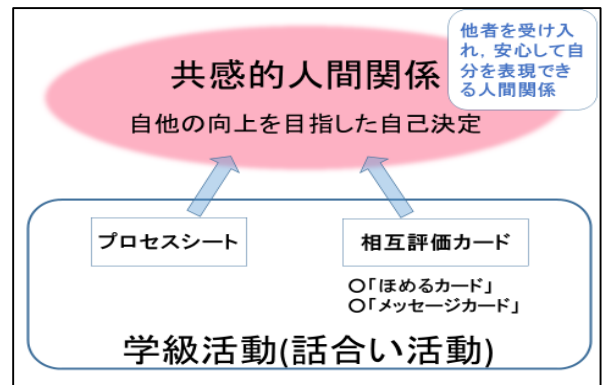 他者を受け入
れ，安心して自
分を表現でき
る人間関係
共感的人間関係
自他の向上を目指した自己決定
プロセスシート
相互評価カード
〇「ほめるカード」
〇「メッセージカード」
学級活動(話合い活動)